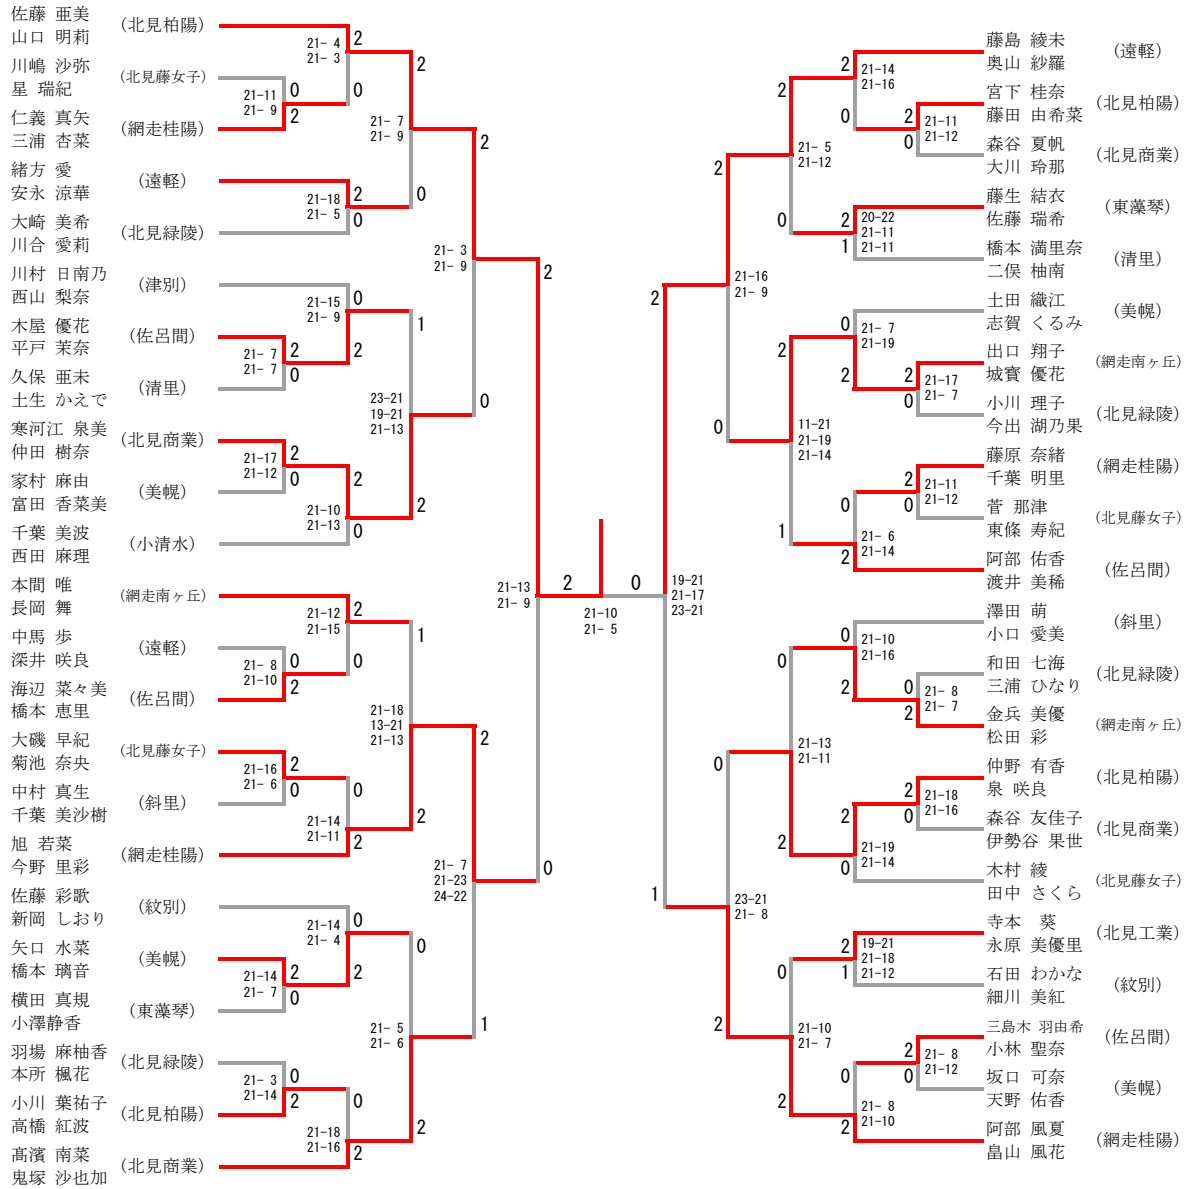 佐藤 亜美
山口 明莉
(北見柏陽)
川嶋 沙弥
星 瑞紀
(北見藤女子)
仁義 真矢
三浦 杏菜
(網走桂陽)
緒方 愛
安永 涼華
(遠軽)
大崎 美希
川合 愛莉
(北見緑陵)
川村 日南乃
西山 梨奈
(津別)
木屋 優花
平戸 茉奈
(佐呂間)
久保 亜未
土生 かえで
(清里)
寒河江 泉美
仲田 樹奈
(北見商業)
家村 麻由
富田 香菜美
(美幌)
千葉 美波
西田 麻理
(小清水)
本間 唯
長岡 舞
(網走南ヶ丘)
中馬 歩
深井 咲良
(遠軽)
海辺 菜々美
橋本 恵里
(佐呂間)
大磯 早紀
菊池 奈央
(北見藤女子)
中村 真生
千葉 美沙樹
(斜里)
旭 若菜
今野 里彩
(網走桂陽)
佐藤 彩歌
新岡 しおり
(紋別)
矢口 水菜
橋本 璃音
(美幌)
横田 真規
小澤静香
(東藻琴)
羽場 麻柚香
本所 楓花
(北見緑陵)
小川 葉祐子
高橋 紅波
(北見柏陽)
髙濱 南菜
鬼塚 沙也加
(北見商業)
21-11
21- 9
0
2
21- 7
21- 7
2
0
21-17
21-12
2
0
21- 8
21-10
0
2
21-16
21- 6
2
0
21-14
21- 7
2
0
21- 3
21-14
0
2
21- 4
21- 3
2
0
21-18
21- 5
2
0
21-15
21- 9
0
2
21-10
21-13
2
0
21-12
21-15
2
0
21-14
21-11
0
2
21-14
21- 4
0
2
21-18
21-16
0
2
21- 7
21- 9
2
0
23-21
19-21
21-13
1
2
21-18
13-21
21-13
1
2
21- 5
21- 6
0
2
21- 3
21- 9
2
0
21- 7
21-23
24-22
2
1
21-13
21- 9
2
0
2
0
21-10
21- 5
19-21
21-17
23-21
2
1
21-16
21- 9
2
0
23-21
21- 8
0
2
21- 5
21-12
2
0
11-21
21-19
21-14
2
1
21-13
21-11
0
2
21-10
21- 7
0
2
21-14
21-16
2
0
20-22
21-11
21-11
2
1
21- 7
21-19
0
2
21- 6
21-14
0
2
21-10
21-16
0
2
21-19
21-14
2
0
19-21
21-18
21-12
2
1
21- 8
21-10
0
2
21-11
21-12
2
0
21-17
21- 7
2
0
21-11
21-12
2
0
21- 8
21- 7
0
2
21-18
21-16
2
0
21- 8
21-12
2
0
藤島 綾未
奥山 紗羅
(遠軽)
宮下 桂奈
藤田 由希菜
(北見柏陽)
森谷 夏帆
大川 玲那
(北見商業)
藤生 結衣
佐藤 瑞希
(東藻琴)
橋本 満里奈
二俣 柚南
(清里)
土田 織江
志賀 くるみ
(美幌)
出口 翔子
城寳 優花
(網走南ヶ丘)
小川 理子
今出 湖乃果
(北見緑陵)
藤原 奈緒
千葉 明里
(網走桂陽)
菅 那津
東條 寿紀
(北見藤女子)
阿部 佑香
渡井 美稀
(佐呂間)
澤田 萌
小口 愛美
(斜里)
和田 七海
三浦 ひなり
(北見緑陵)
金兵 美優
松田 彩
(網走南ヶ丘)
仲野 有香
泉 咲良
(北見柏陽)
森谷 友佳子
伊勢谷 果世
(北見商業)
木村 綾
田中 さくら
(北見藤女子)
寺本 葵
永原 美優里
(北見工業)
石田 わかな
細川 美紅
(紋別)
三島木 羽由希
小林 聖奈
(佐呂間)
坂口 可奈
天野 佑香
(美幌)
阿部 風夏
畠山 風花
(網走桂陽)